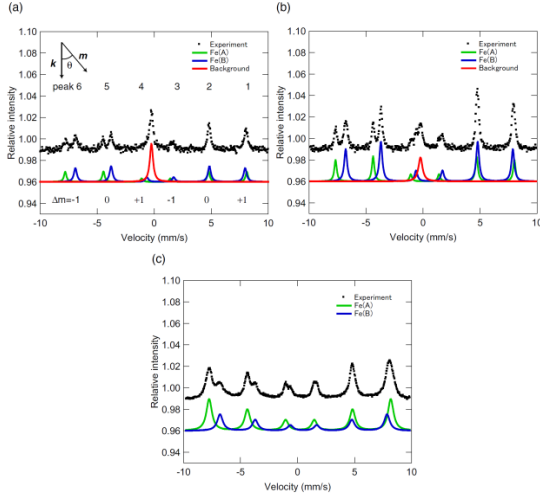 (a)
1.10
1.08
1.06
1.04
1.02
1.00
0.98
0.96
0.94
Relative intensity
k
θ
m
Experiment
Fe(A)
Fe(B)
Background
peak 6 5 4 3 2 1
Δm=-1 0 +1 -1 0 +1
-10 -5 0 5 10
Velocity (mm/s)
(b)
1.10
1.08
1.06
1.04
1.02
1.00
0.98
0.96
0.94
Relative intensity
Experiment
Fe(A)
Fe(B)
Background
-10 -5 0 5 10
Velocity (mm/s)
(c)
1.10
1.08
1.06
1.04
1.02
1.00
0.98
0.96
0.94
Relative intensity
Experiment
Fe(A)
Fe(B)
-10 -5 0 5 10
Velocity (mm/s)